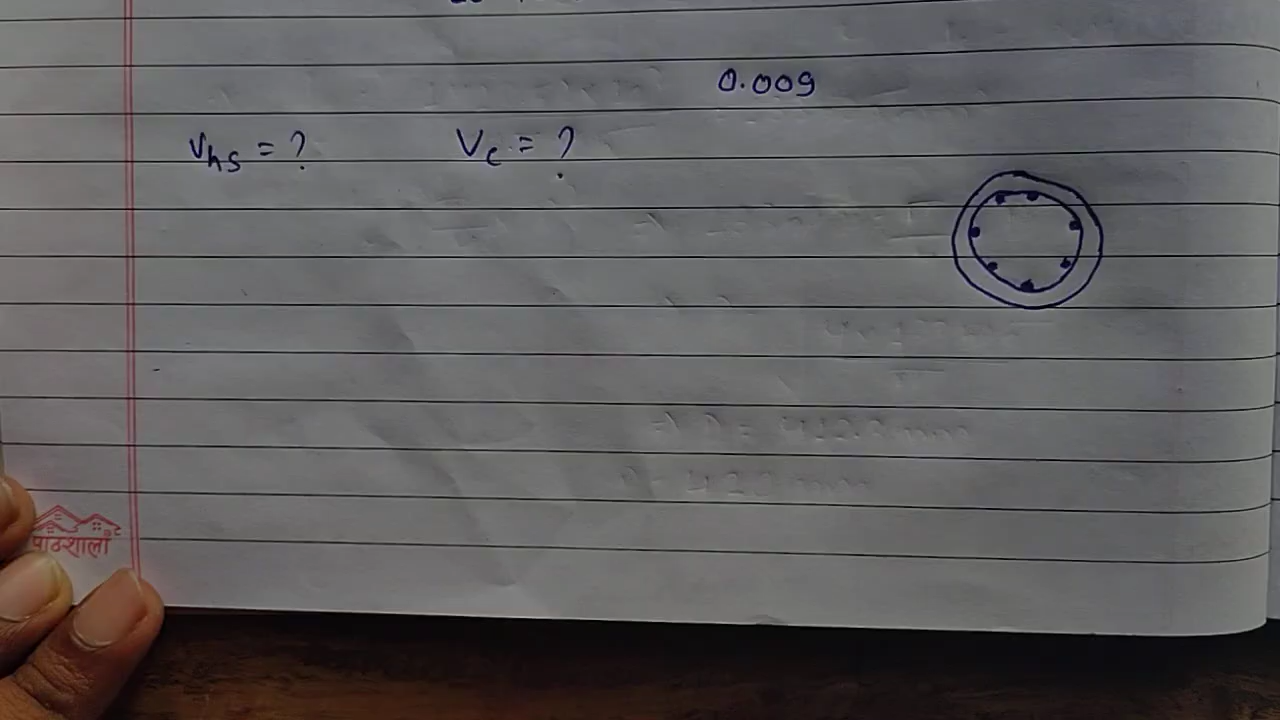 0.009
Vhs = ? Vc = ?
पाठशाला